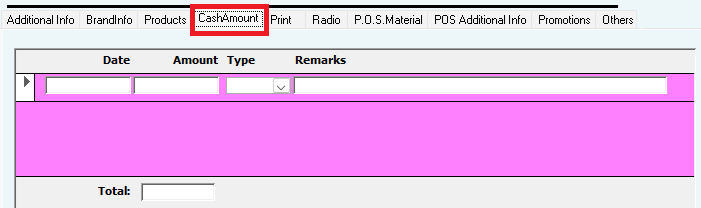 Additional Info BrandInfo Products CashAmount Print Radio P.O.S.Material POS Additional Info Promotions Others
Date Amount Type Remarks
Total: